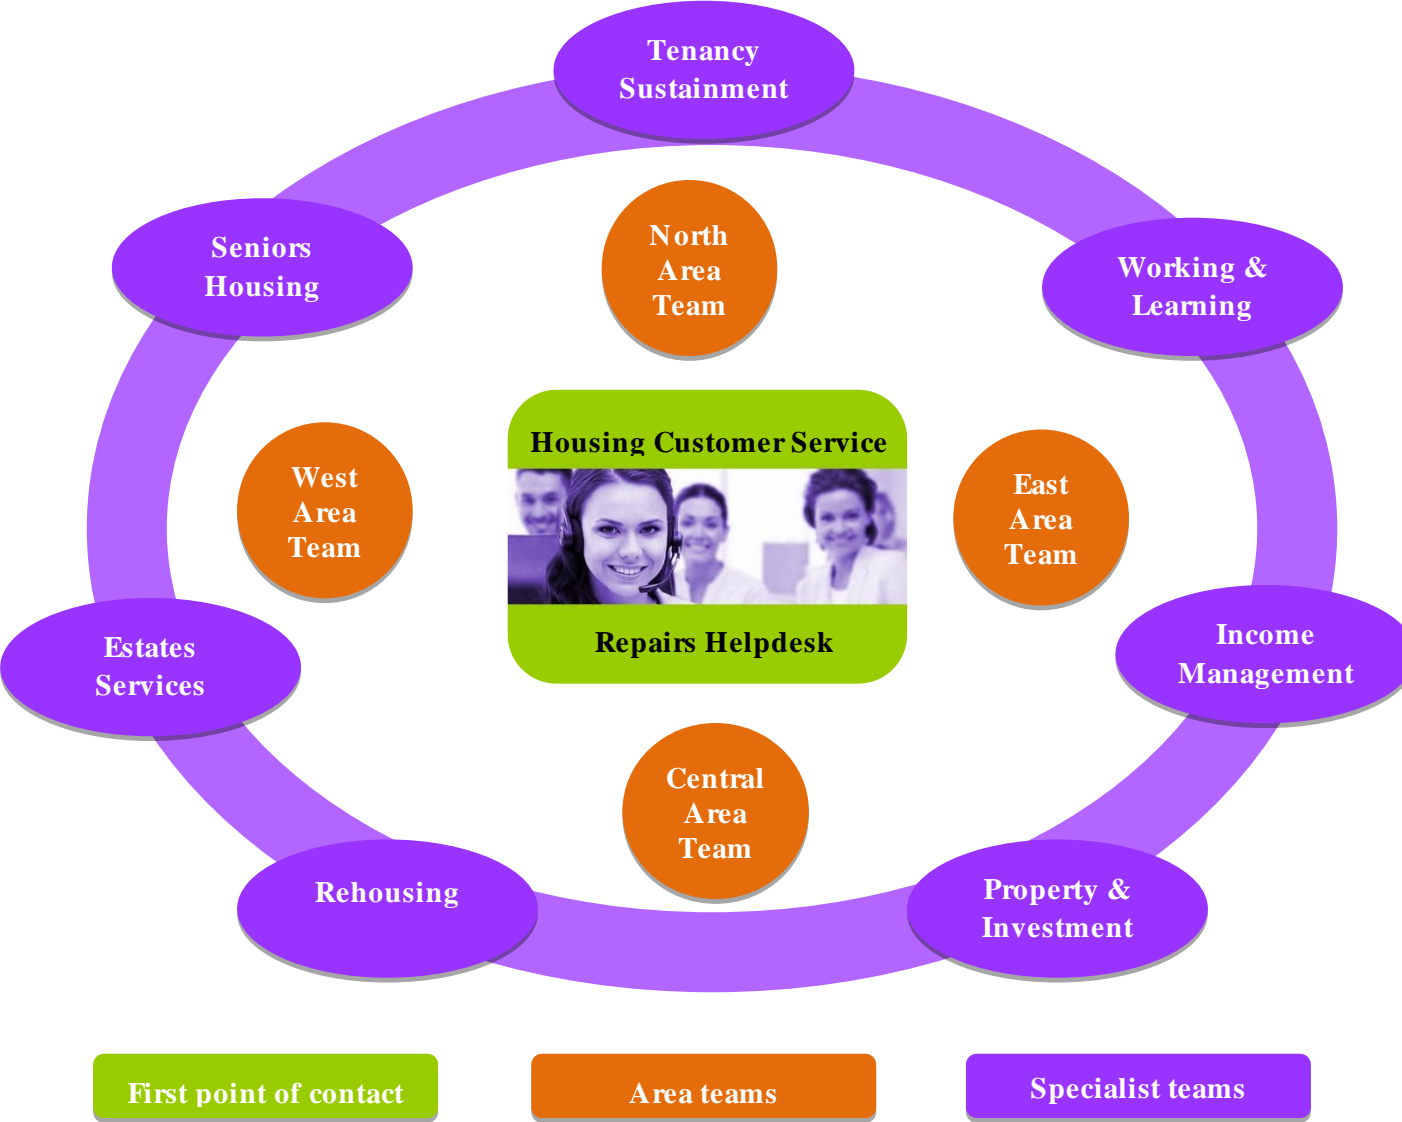 Tenancy
Sustainment
Seniors
Housing
Working &
Learning
North
Area
Team
West
Area
Team
Housing Customer Service
Repairs Helpdesk
East
Area
Team
Estates
Services
Income
Management
Central
Area
Team
Rehousing
Property &
Investment
First point of contact
Area teams
Specialist teams